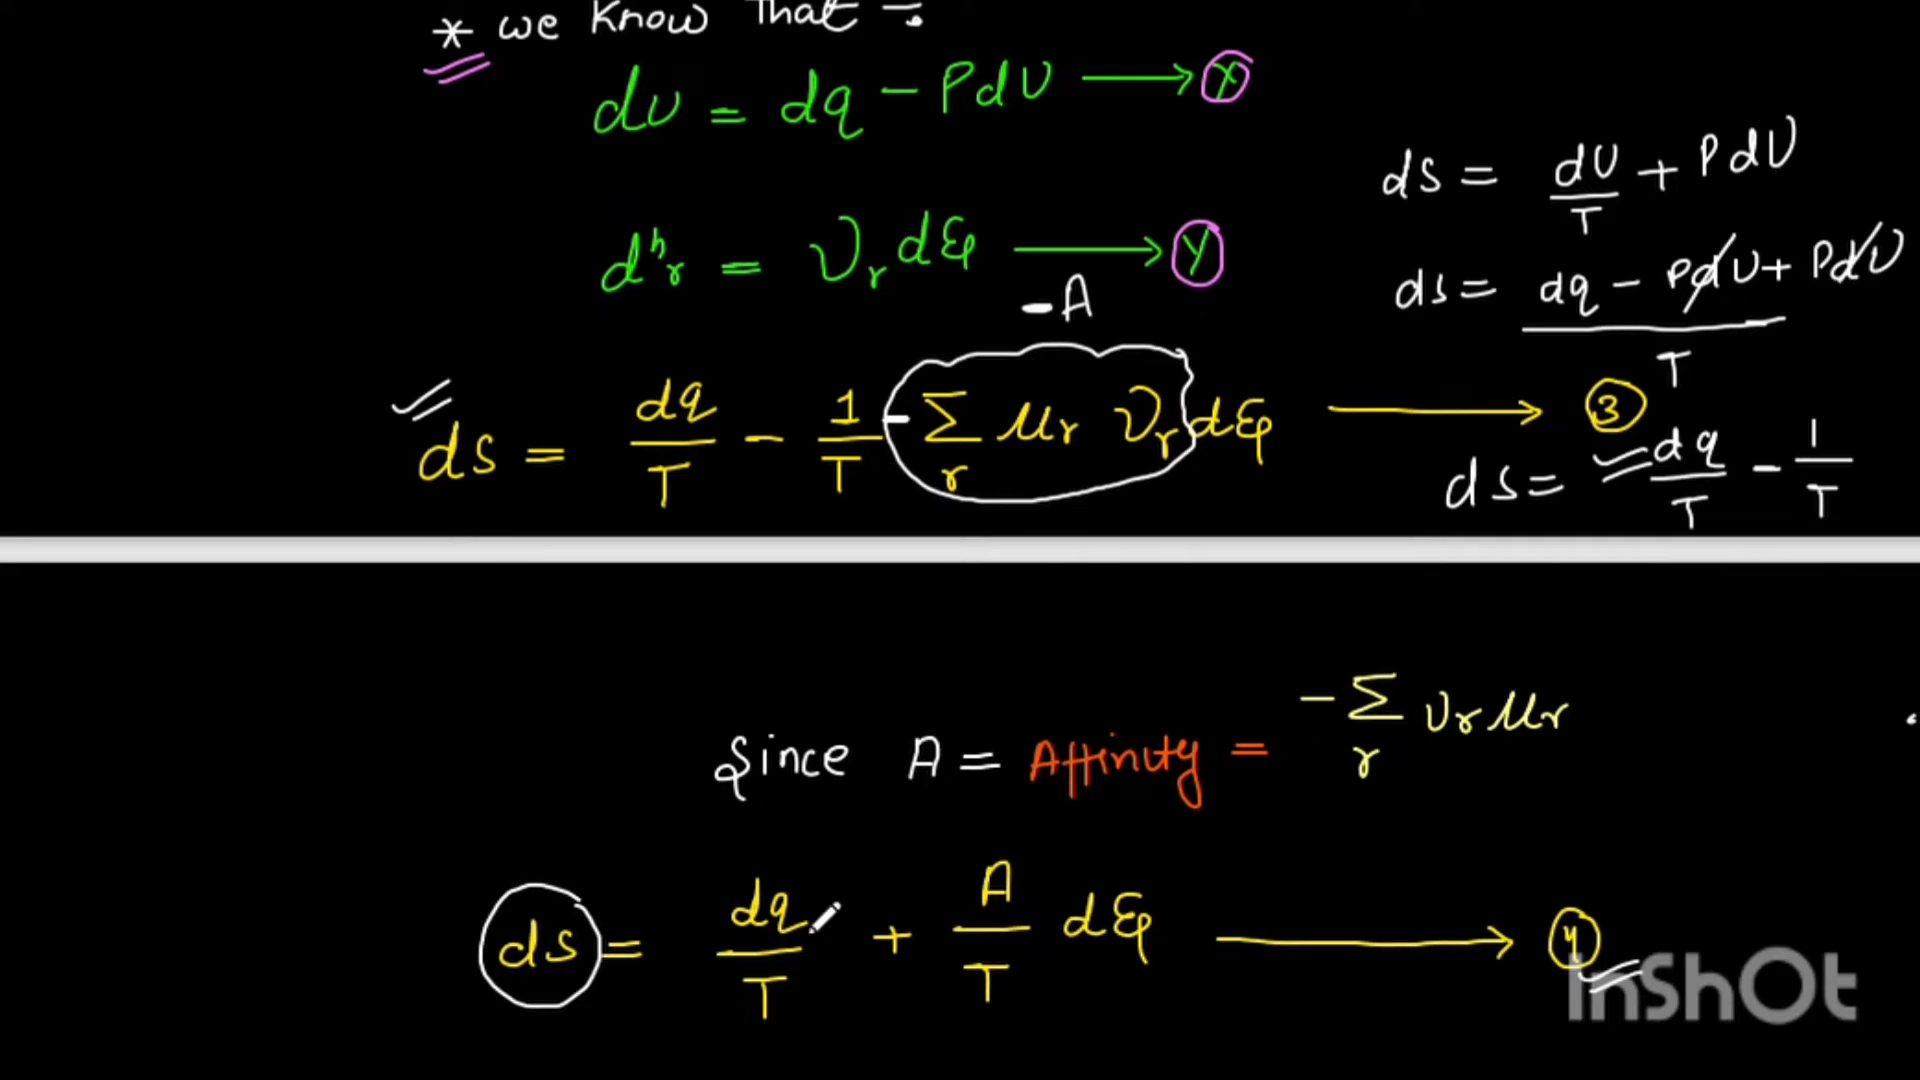 * we know that :-
dU = dq - PdV → X
dnr = νr dξ → Y
- A
dS = dq/T - 1/T - Σr μr νr dξ → 3
dS = dU/T + PdV
dS = dq - PdV + PdV / T
dS = dq/T - 1/T
Since A = Affinity = - Σr νr μr
dS = dq/T + A/T dξ → 4
InShOt